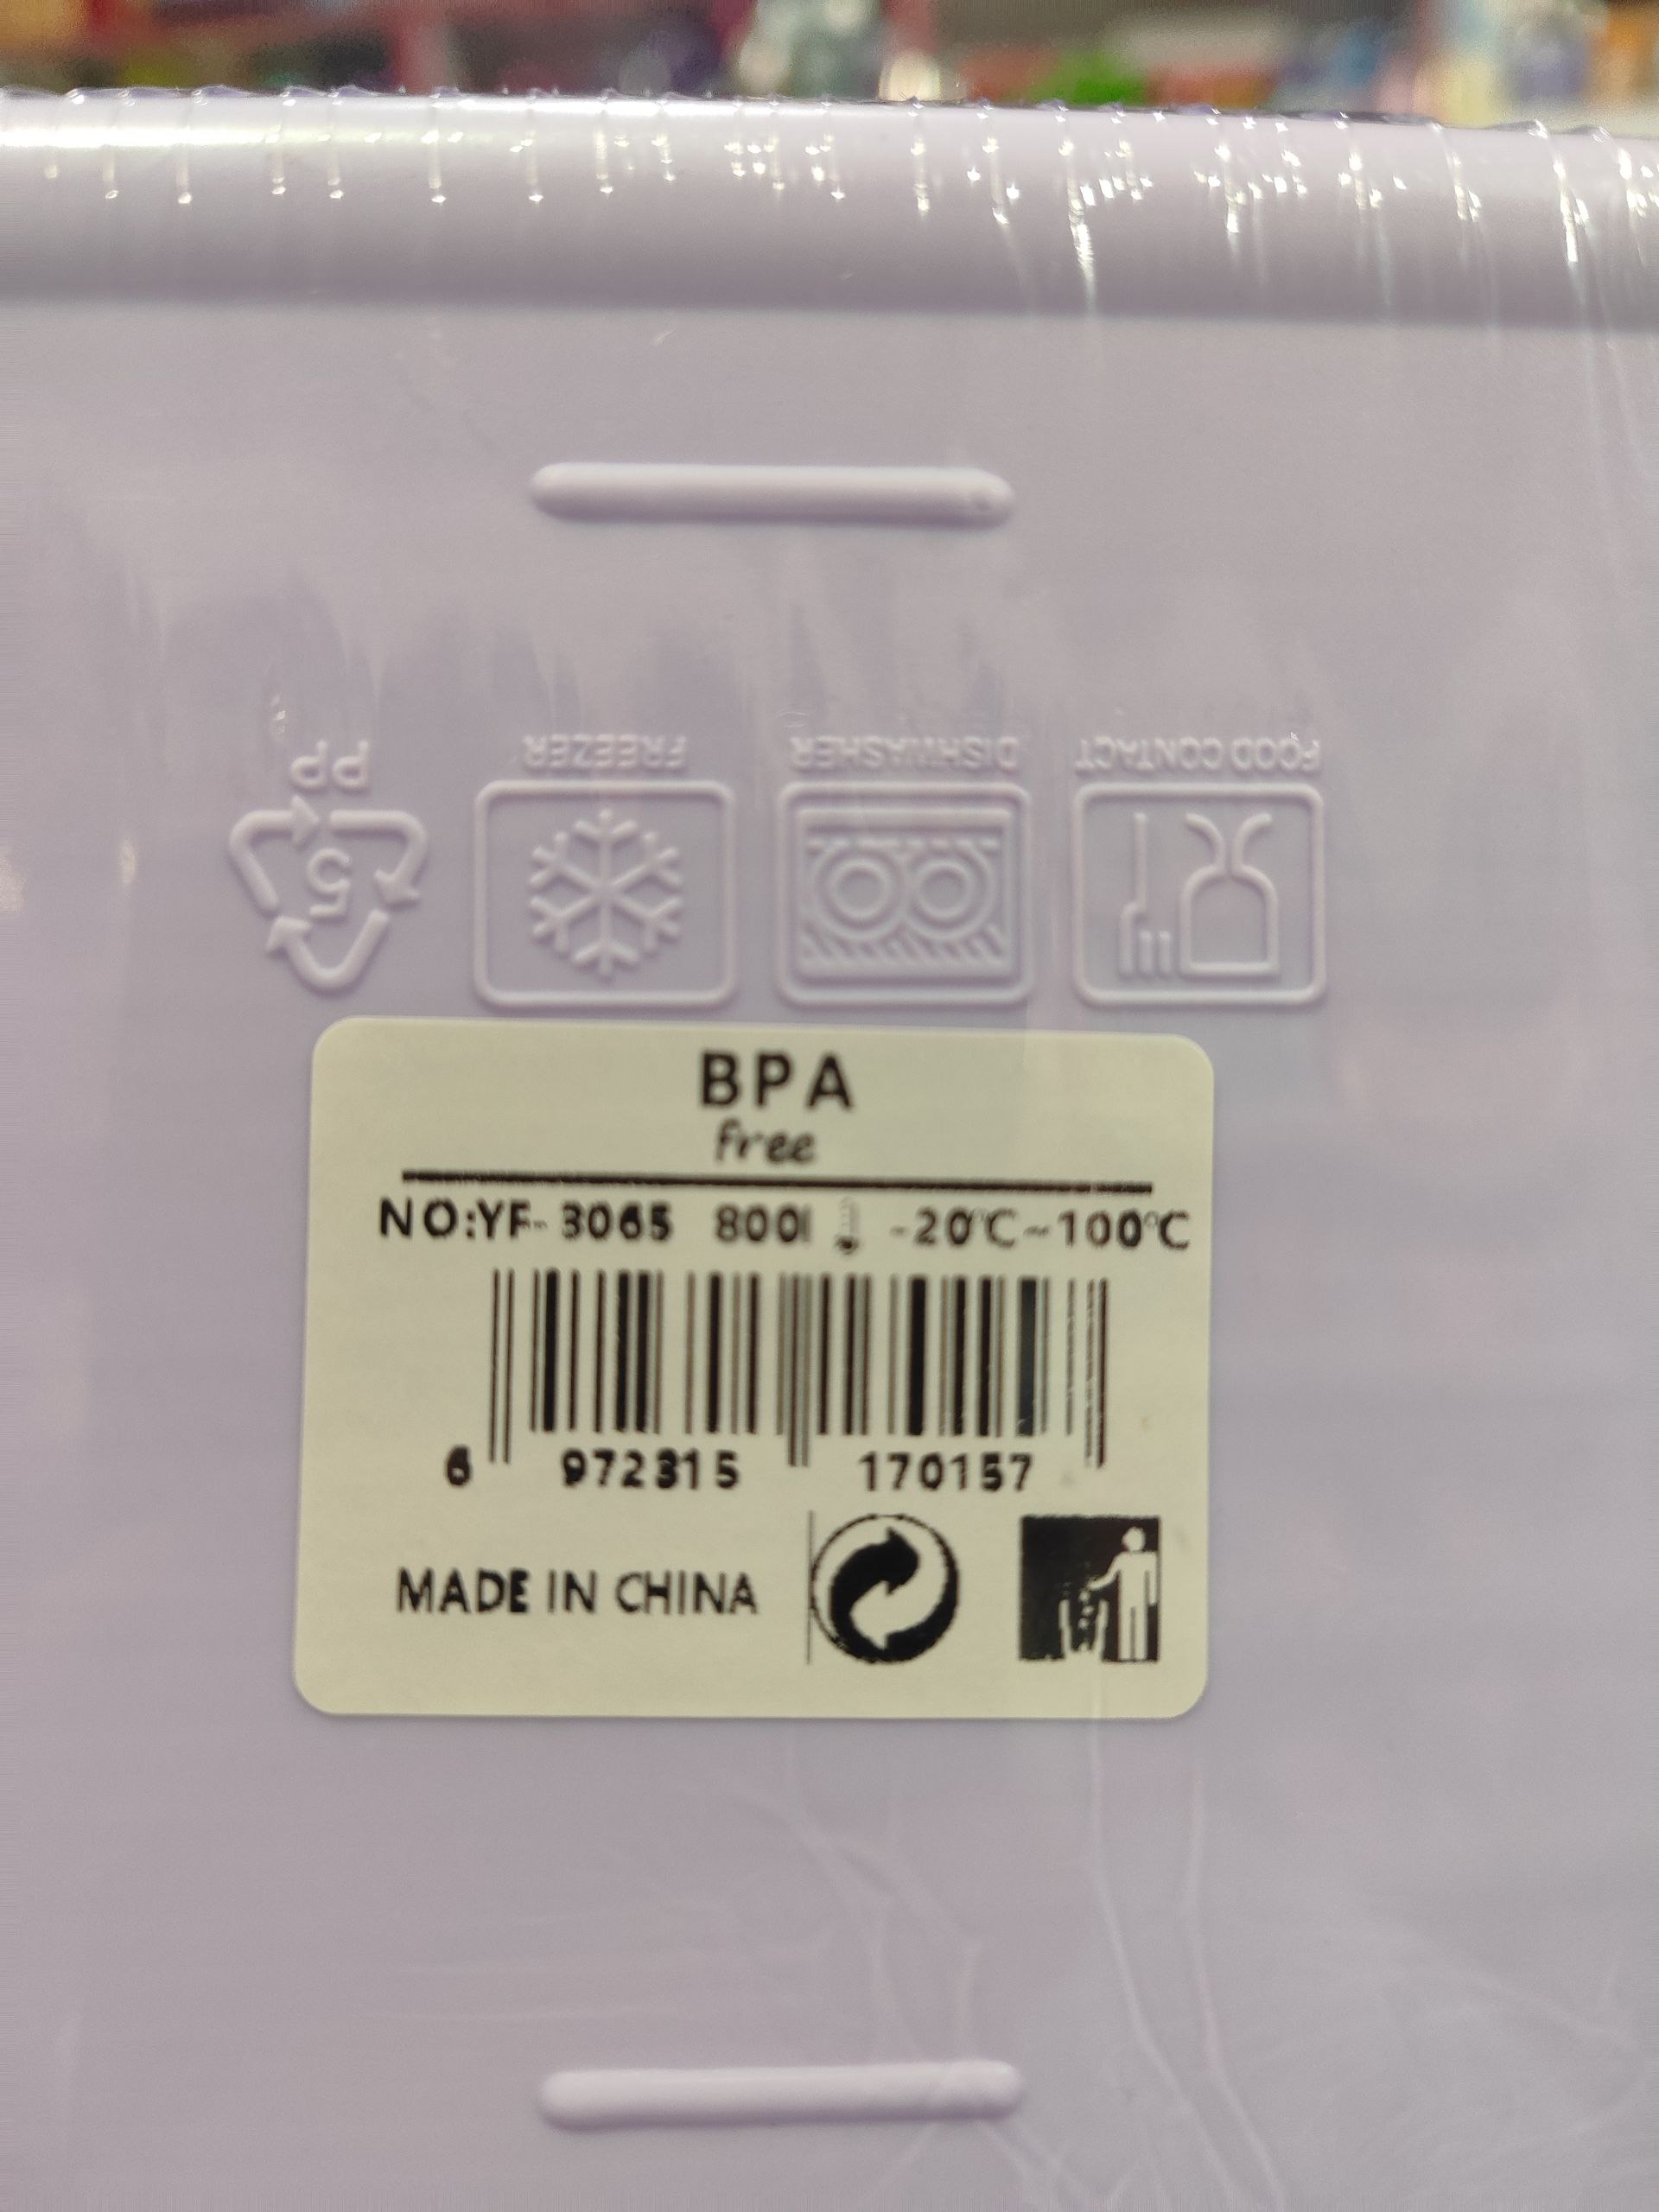 PP
FREEZER
DISHWASHER
FOOD CONTACT
5
BPA
free
NO:YF- 3065 800 -20℃~100℃
6 972315 170157
MADE IN CHINA